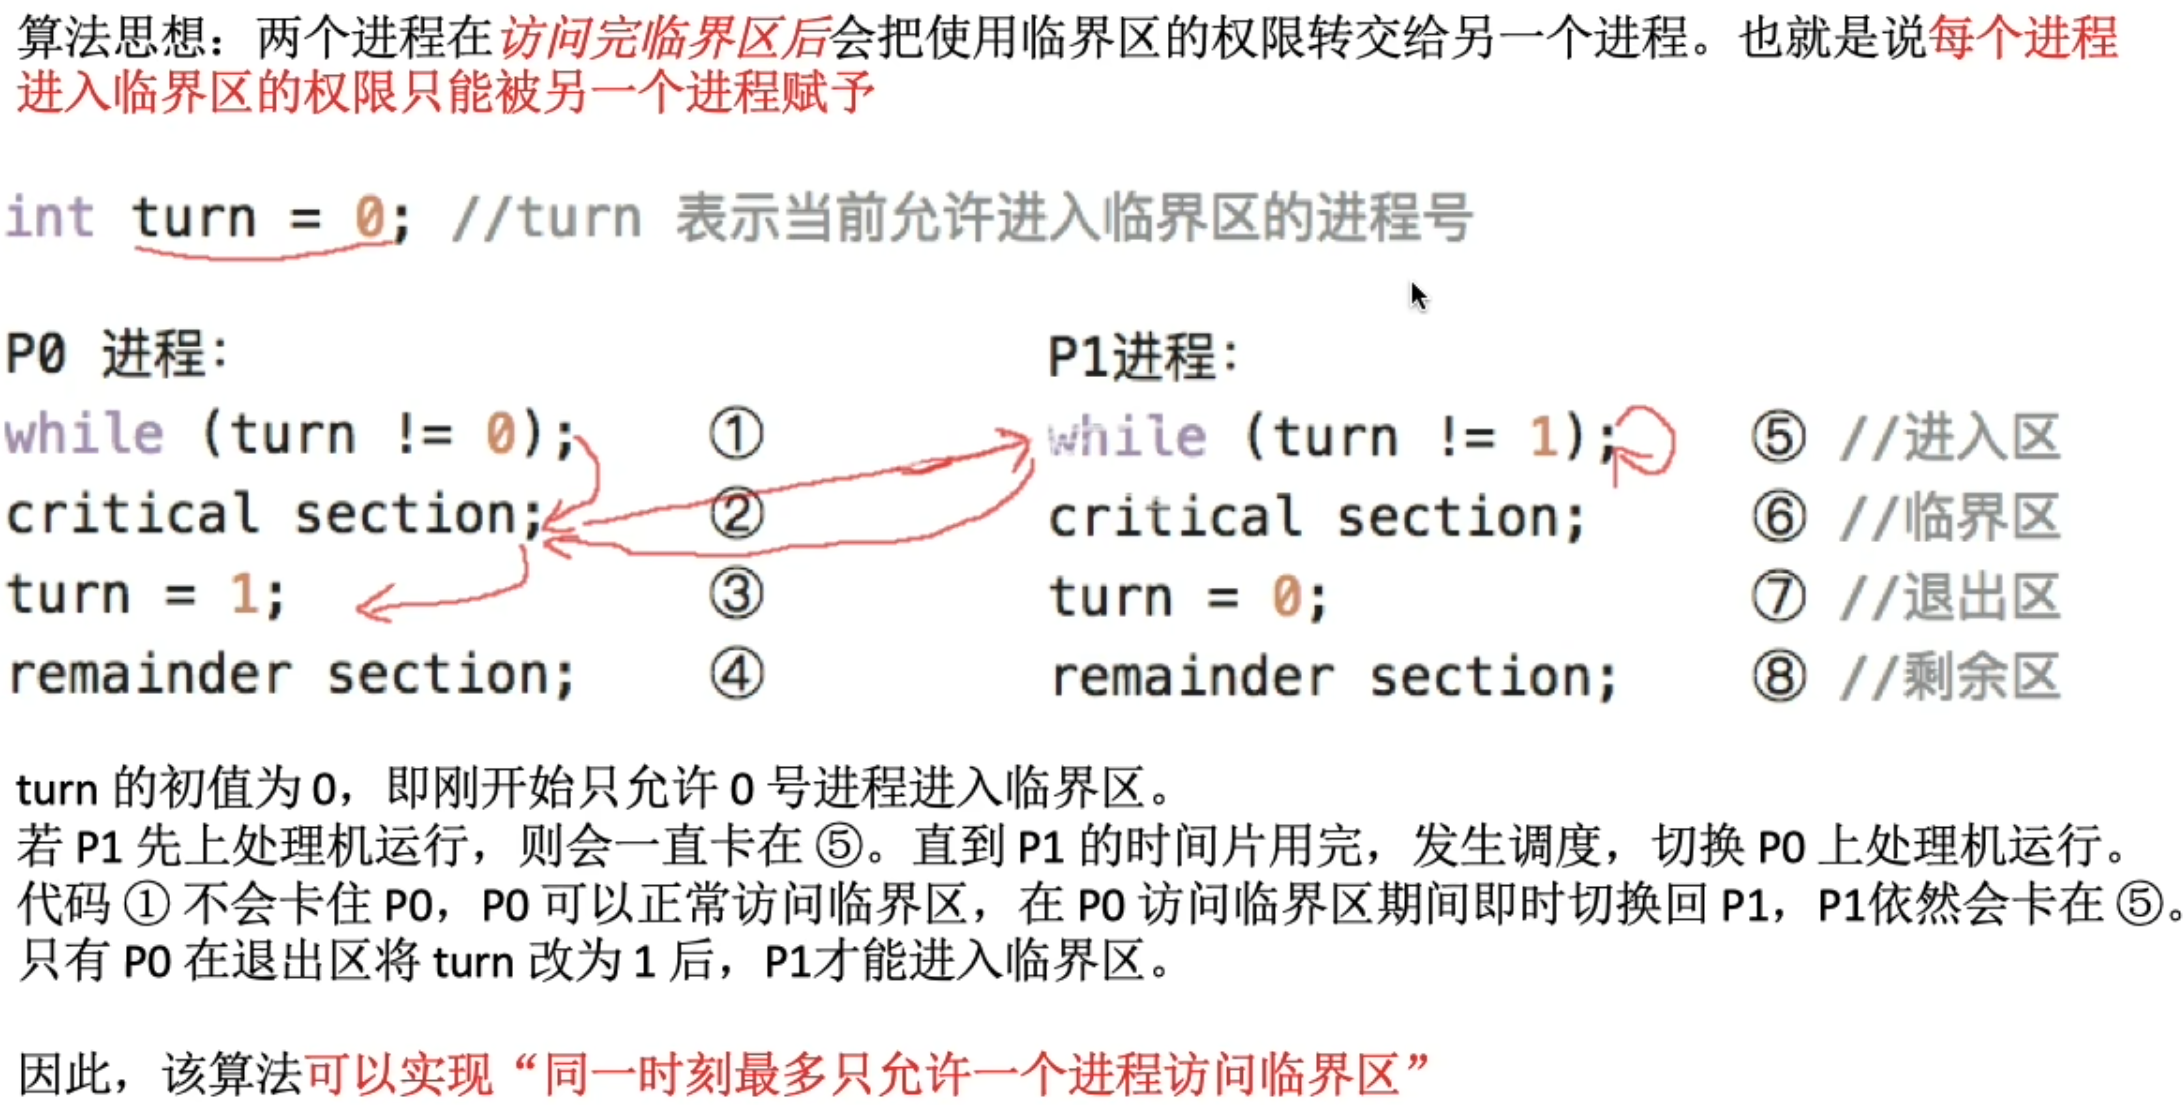 算法思想：两个进程在访问完临界区后会把使用临界区的权限转交给另一个进程。也就是说每个进程
进入临界区的权限只能被另一个进程赋予
int turn = 0; //turn 表示当前允许进入临界区的进程号
P0 进程： P1进程：
while (turn != 0); ① while (turn != 1); ⑤ //进入区
critical section; ② critical section; ⑥ //临界区
turn = 1; ③ turn = 0; ⑦ //退出区
remainder section; ④ remainder section; ⑧ //剩余区
turn 的初值为 0，即刚开始只允许 0 号进程进入临界区。
若 P1 先上处理机运行，则会一直卡在 ⑤。直到 P1 的时间片用完，发生调度，切换 P0 上处理机运行。
代码 ① 不会卡住 P0，P0 可以正常访问临界区，在 P0 访问临界区期间即时切换回 P1，P1依然会卡在 ⑤。
只有 P0 在退出区将 turn 改为 1 后，P1才能进入临界区。
因此，该算法可以实现“同一时刻最多只允许一个进程访问临界区”